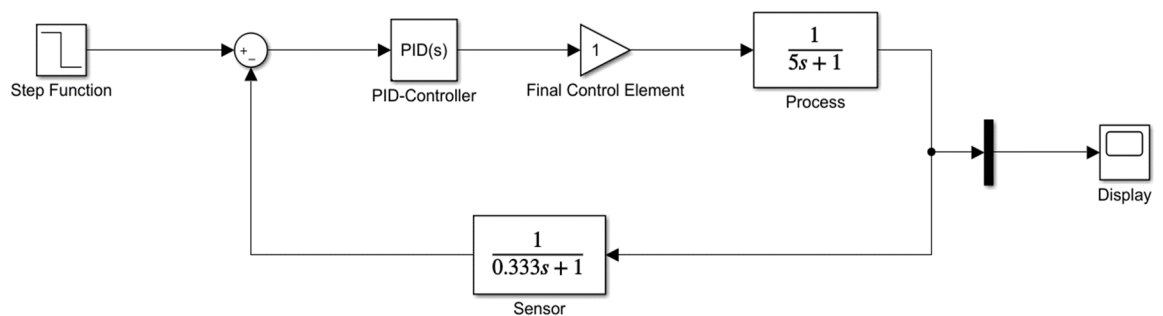 Step Function
+
−
PID(s)
PID-Controller
1
Final Control Element
1
5s + 1
Process
Display
1
0.333s + 1
Sensor